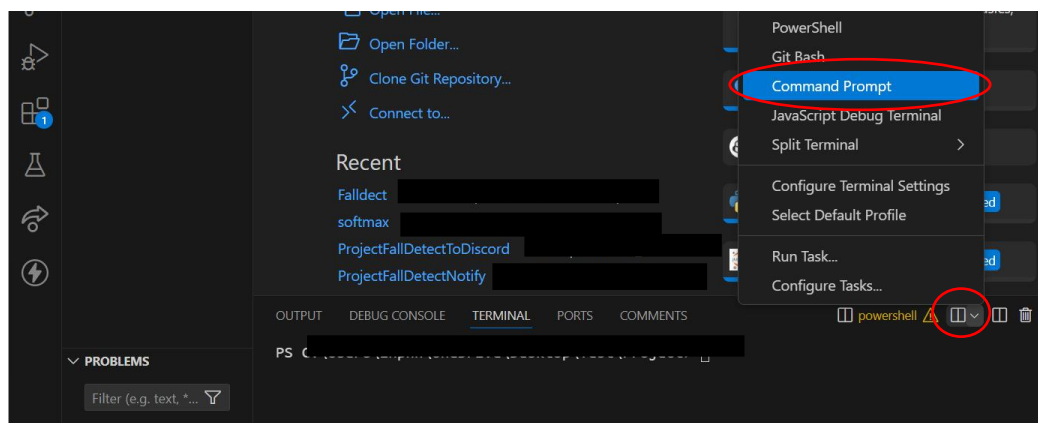 Open Folder...
Clone Git Repository...
Connect to...
Recent
Falldect
softmax
ProjectFallDetectToDiscord
ProjectFallDetectNotify
PowerShell
Git Bash
Command Prompt
JavaScript Debug Terminal
Split Terminal
Configure Terminal Settings
Select Default Profile
Run Task...
Configure Tasks...
1
OUTPUT DEBUG CONSOLE TERMINAL PORTS COMMENTS
powershell
PS
PROBLEMS
Filter (e.g. text, *...